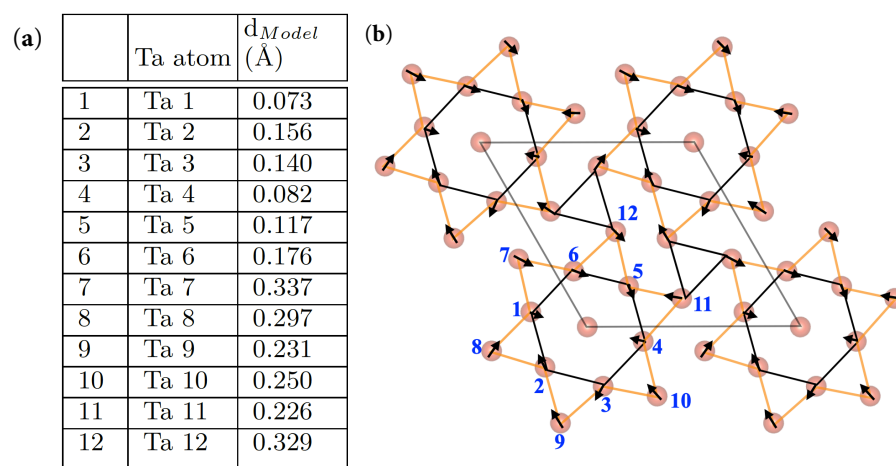 (a)
Ta atom d_Model (Å)
1 Ta 1 0.073
2 Ta 2 0.156
3 Ta 3 0.140
4 Ta 4 0.082
5 Ta 5 0.117
6 Ta 6 0.176
7 Ta 7 0.337
8 Ta 8 0.297
9 Ta 9 0.231
10 Ta 10 0.250
11 Ta 11 0.226
12 Ta 12 0.329
(b)
12
7 6 5
1 11
8 4
2 3 10
9